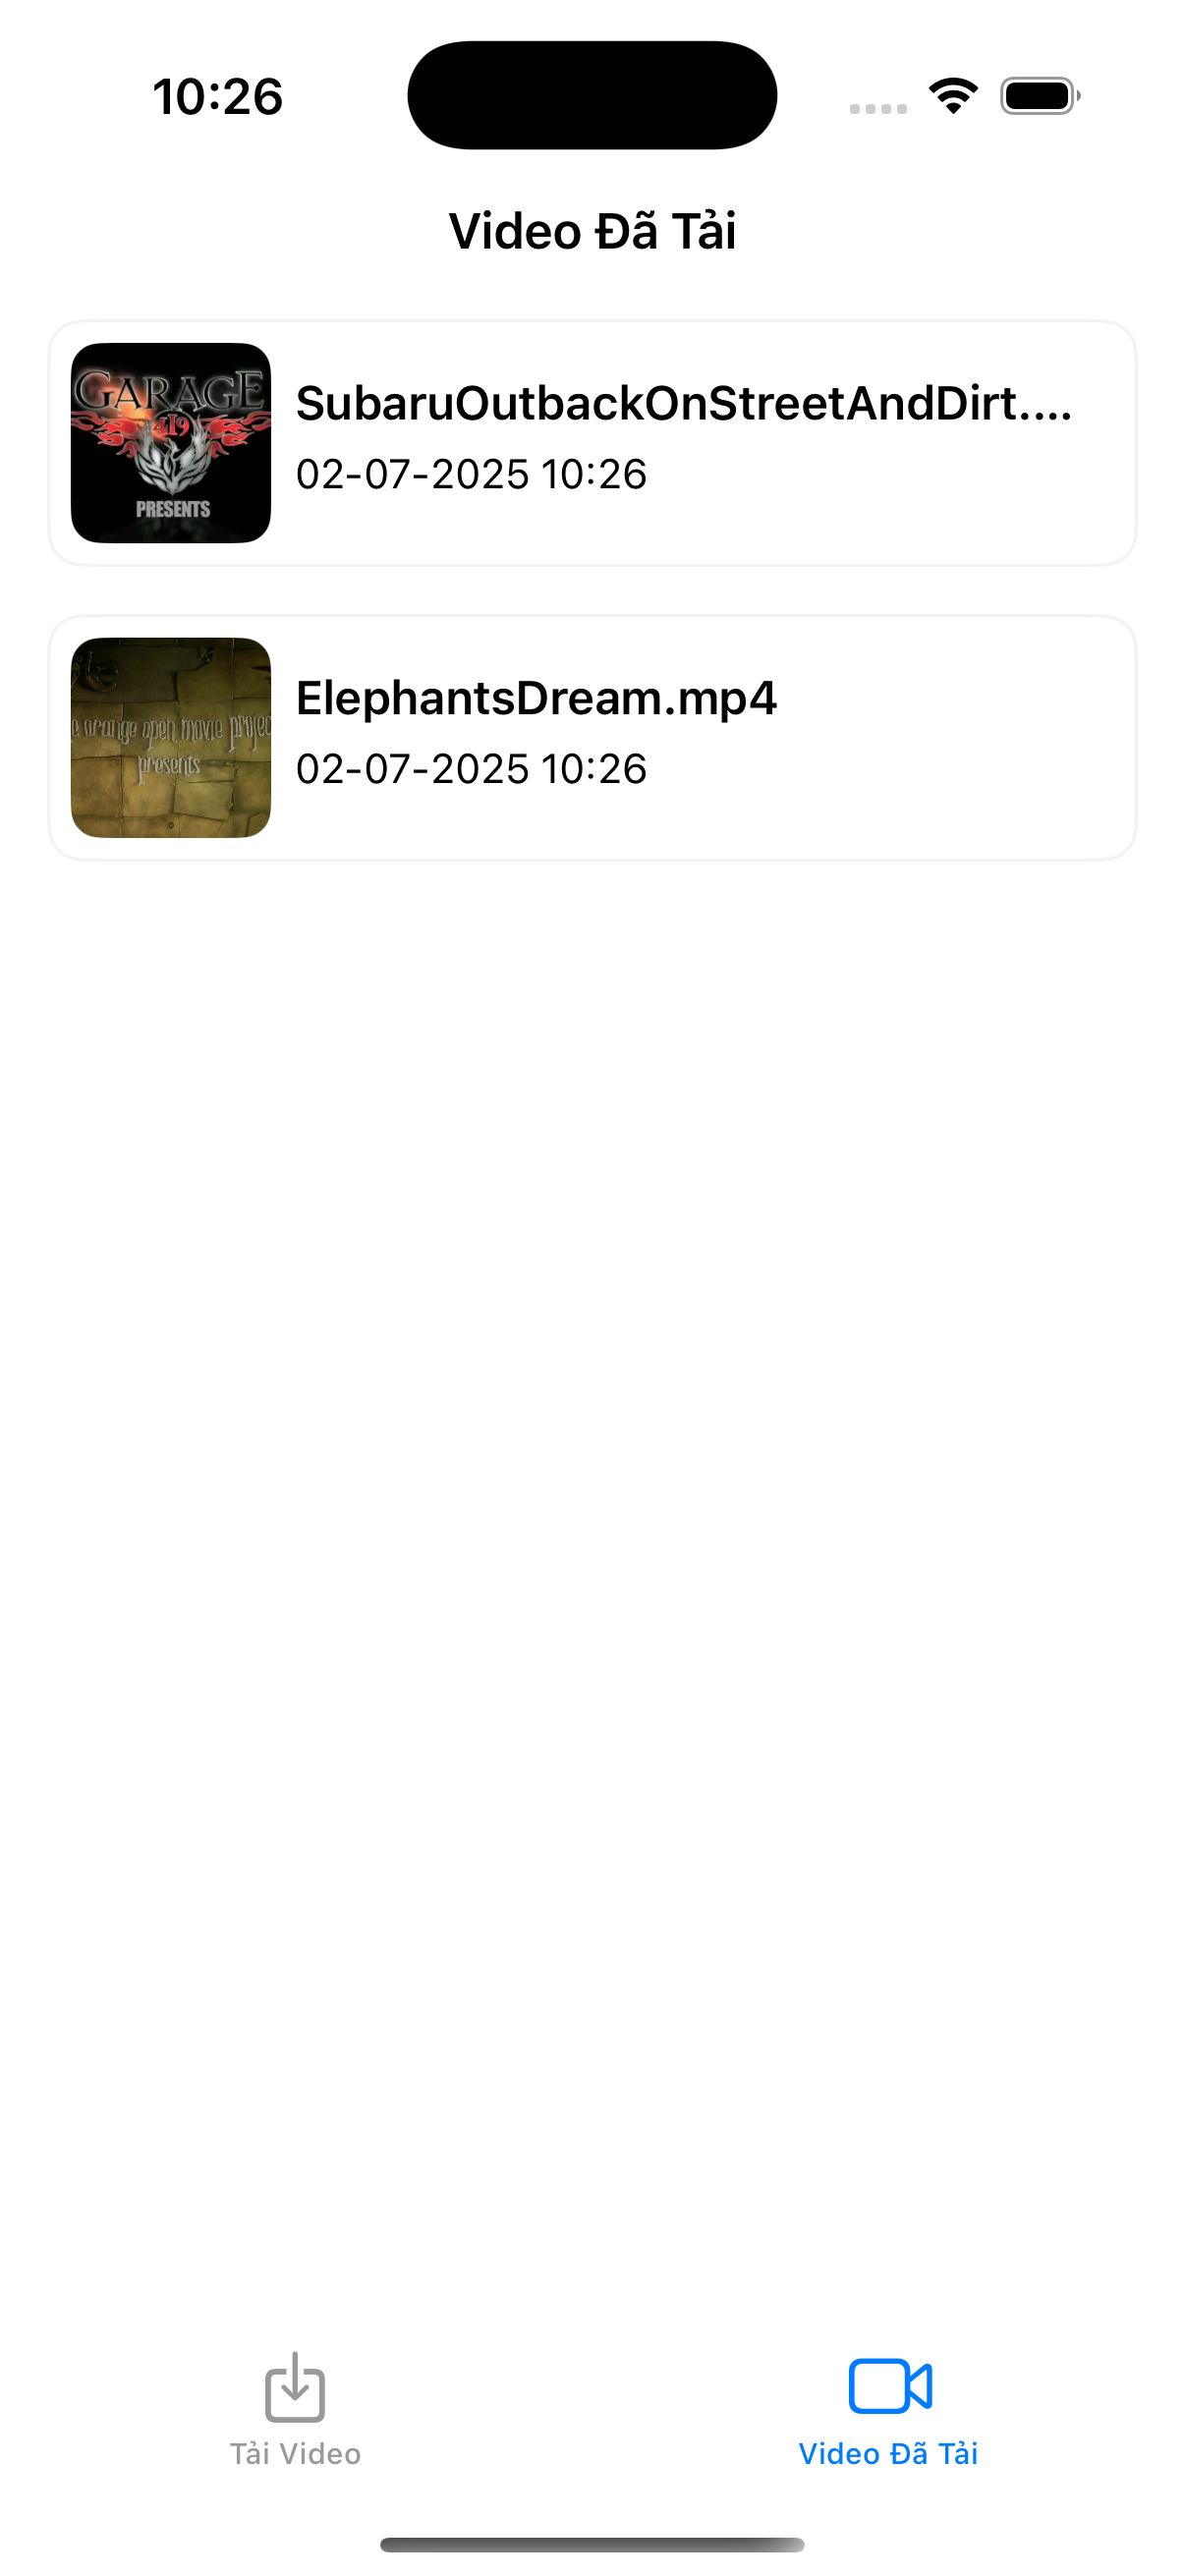 10:26
Video Đã Tải
GARAGE
419
PRESENTS
SubaruOutbackOnStreetAndDirt....
02-07-2025 10:26
orange open movie projec
presents
ElephantsDream.mp4
02-07-2025 10:26
Tải Video
Video Đã Tải